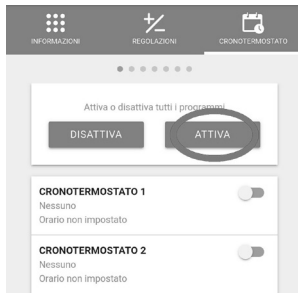 INFORMAZIONI
REGOLAZIONI
CRONOTERMOSTATO
Attiva o disattiva tutti i programmi
DISATTIVA
ATTIVA
CRONOTERMOSTATO 1
Nessuno
Orario non impostato
CRONOTERMOSTATO 2
Nessuno
Orario non impostato